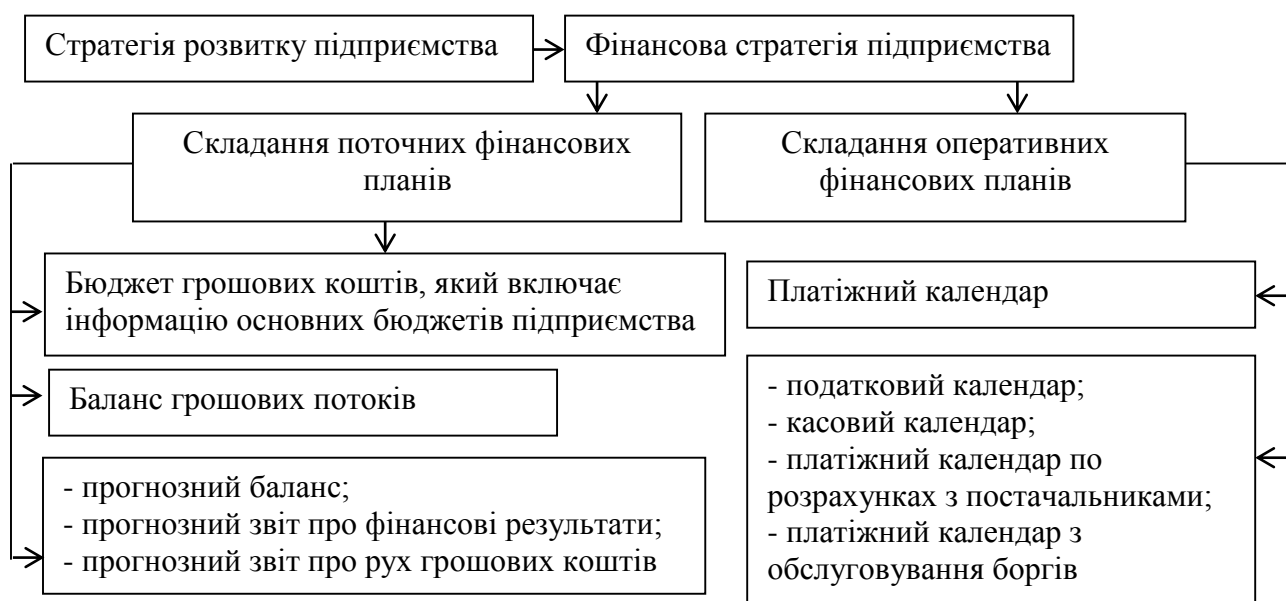 Стратегія розвитку підприємства
Фінансова стратегія підприємства
Складання поточних фінансових
планів
Складання оперативних
фінансових планів
Бюджет грошових коштів, який включає
інформацію основних бюджетів підприємства
Платіжний календар
Баланс грошових потоків
- податковий календар;
- касовий календар;
- платіжний календар по
розрахунках з постачальниками;
- платіжний календар з
обслуговування боргів
- прогнозний баланс;
- прогнозний звіт про фінансові результати;
- прогнозний звіт про рух грошових коштів